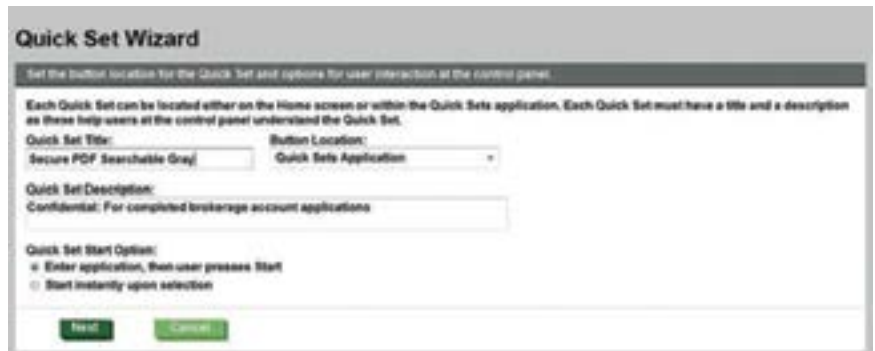 Quick Set Wizard
Set the button location for the Quick Set and options for user interaction at the control panel.
Each Quick Set can be located either on the Home screen or within the Quick Sets application. Each Quick Set must have a title and a description
as these help users at the control panel understand the Quick Set.
Quick Set Title: Button Location:
Secure PDF Searchable Gray Quick Sets Application
Quick Set Description:
Confidential: For completed brokerage account applications
Quick Set Start Option:
Enter application, then user presses Start
Start instantly upon selection
Next Cancel